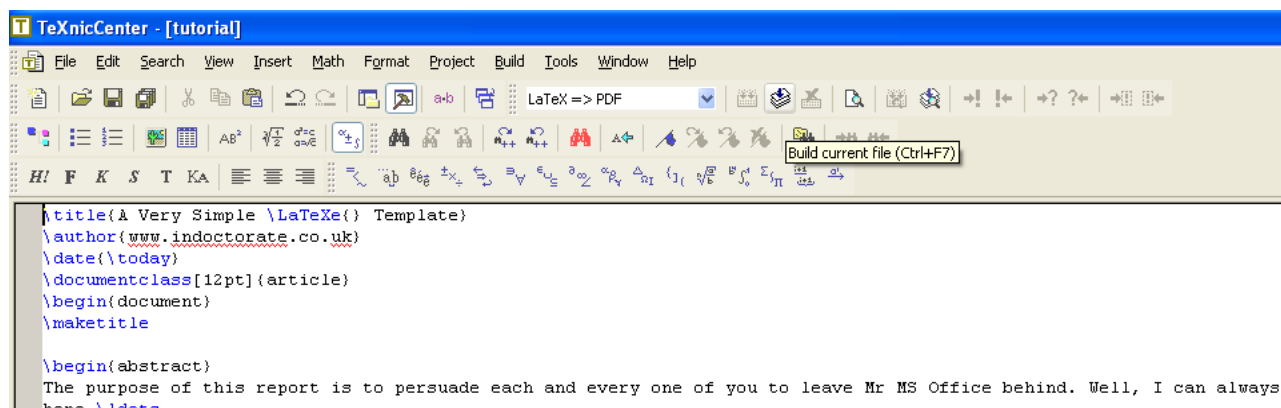 TeXnicCenter - [tutorial]
File Edit Search View Insert Math Format Project Build Tools Window Help
LaTeX => PDF
Build current file (Ctrl+F7)
\title{A Very Simple \LaTeXe{} Template}
\author{www.indoctorate.co.uk}
\date{\today}
\documentclass[12pt]{article}
\begin{document}
\maketitle
\begin{abstract}
The purpose of this report is to persuade each and every one of you to leave Mr MS Office behind. Well, I can always